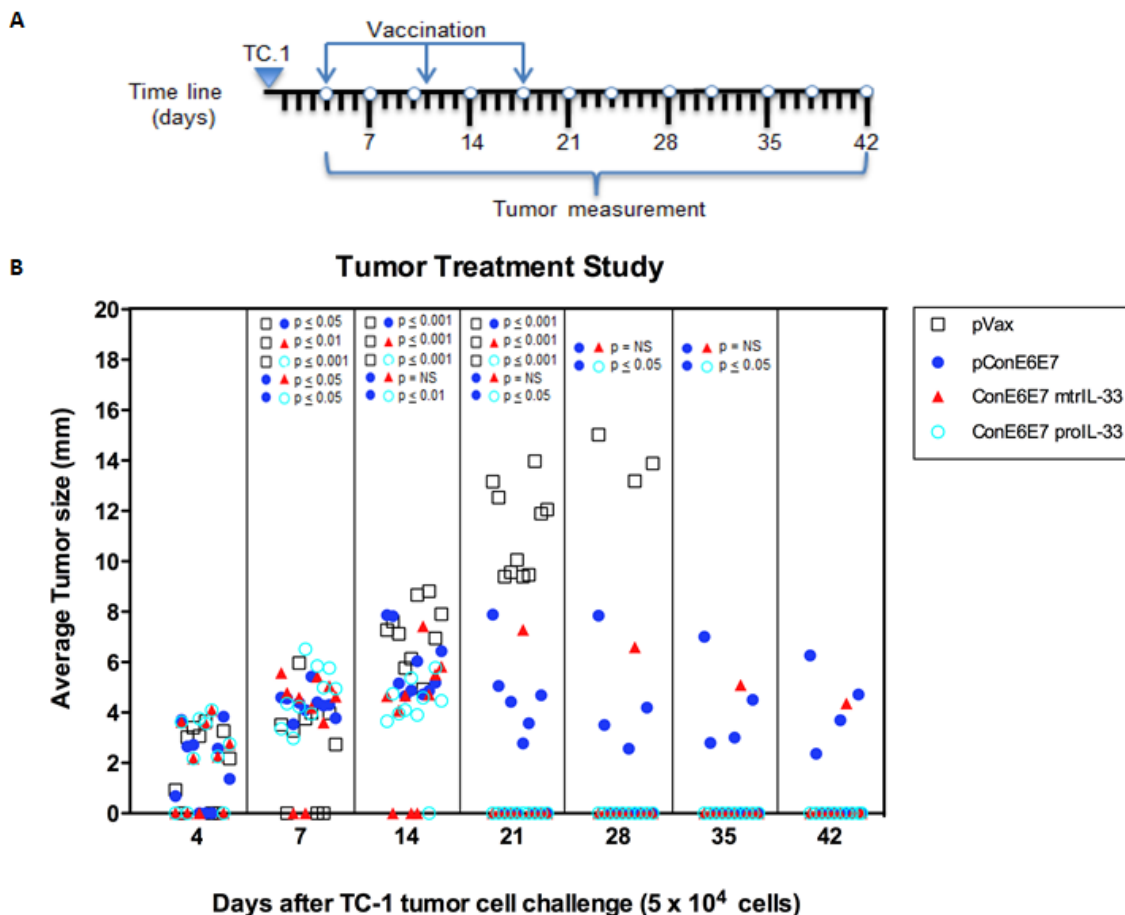 A
Vaccination
TC.1
Time line
(days)
7 14 21 28 35 42
Tumor measurement
B
Tumor Treatment Study
Average Tumor size (mm)
20
18
16
14
12
10
8
6
4
2
0
p ≤ 0.05
p ≤ 0.01
p ≤ 0.001
p ≤ 0.05
p ≤ 0.05
p ≤ 0.001
p ≤ 0.001
p ≤ 0.001
p = NS
p ≤ 0.01
p ≤ 0.001
p ≤ 0.001
p ≤ 0.001
p = NS
p ≤ 0.05
p = NS
p ≤ 0.05
p = NS
p ≤ 0.05
pVax
pConE6E7
ConE6E7 mtrIL-33
ConE6E7 proIL-33
4 7 14 21 28 35 42
Days after TC-1 tumor cell challenge (5 x 10⁴ cells)